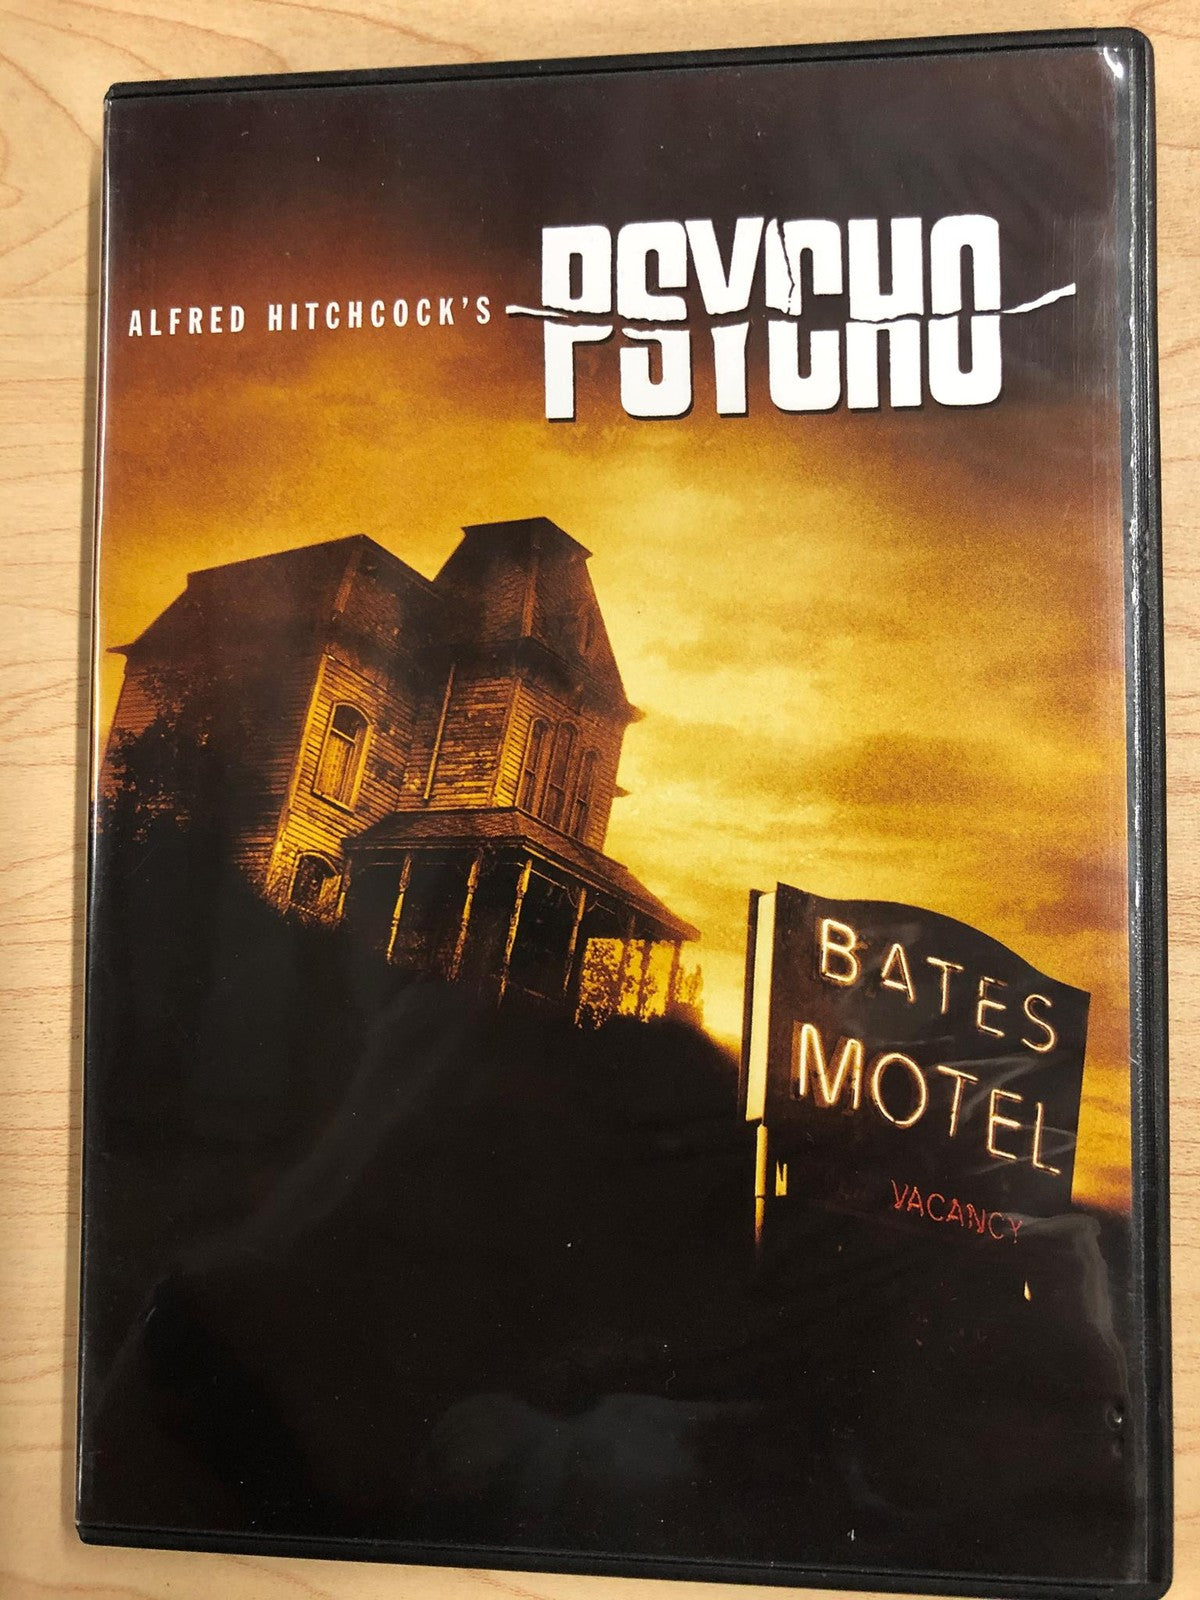 ALFRED HITCHCOCK'S PSYCHO
BATES
MOTEL
VACANCY